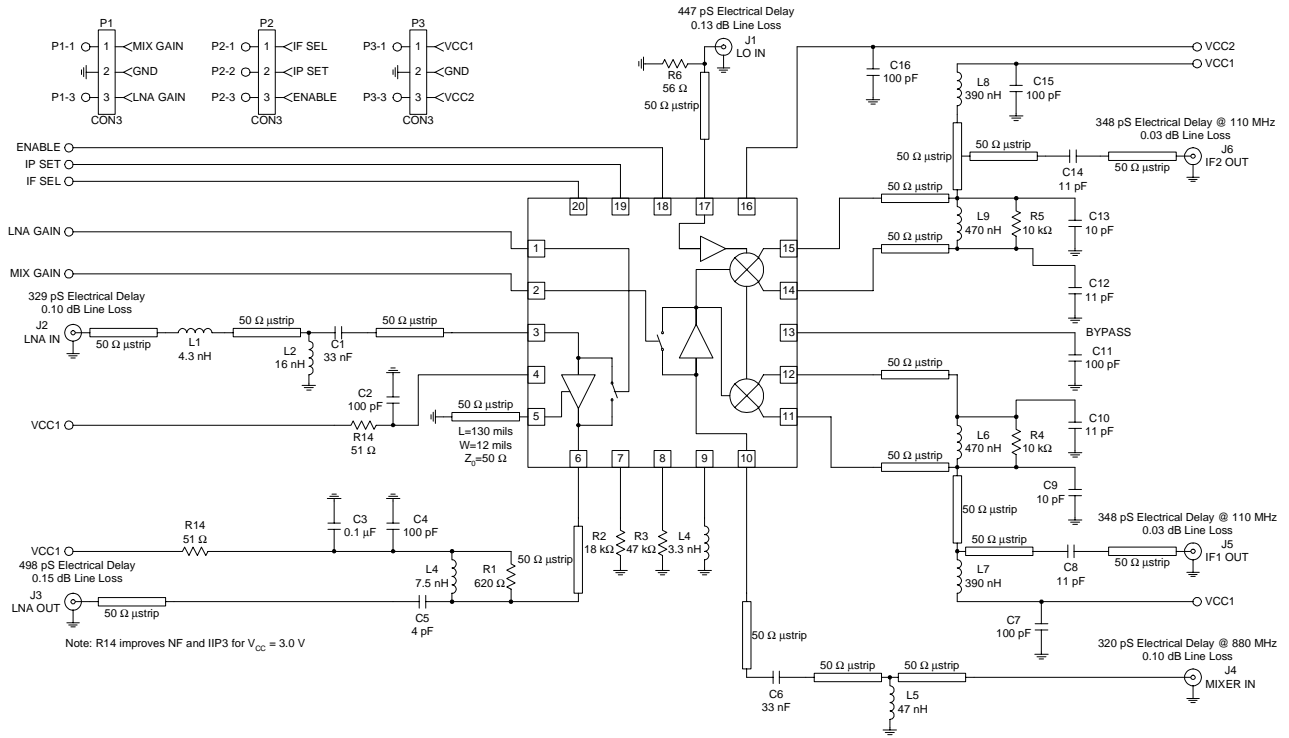 P1
P1-1 1 MIX GAIN
2 GND
P1-3 3 LNA GAIN
CON3
P2
P2-1 1 IF SEL
P2-2 2 IP SET
P2-3 3 ENABLE
CON3
P3
P3-1 1 VCC1
2 GND
P3-3 3 VCC2
CON3
447 pS Electrical Delay
0.13 dB Line Loss
J1
LO IN
R6
56 Ω
50 Ω µstrip
C16
100 pF
VCC2
VCC1
L8
390 nH
C15
100 pF
348 pS Electrical Delay @ 110 MHz
0.03 dB Line Loss
J6
IF2 OUT
50 Ω µstrip
50 Ω µstrip
C14
11 pF
50 Ω µstrip
ENABLE
IP SET
IF SEL
LNA GAIN
MIX GAIN
20
19
18
17
16
1
2
3
4
5
6
7
8
9
10
15
14
13
12
11
50 Ω µstrip
L9
470 nH
R5
10 kΩ
C13
10 pF
50 Ω µstrip
C12
11 pF
BYPASS
C11
100 pF
329 pS Electrical Delay
0.10 dB Line Loss
J2
LNA IN
50 Ω µstrip
L1
4.3 nH
50 Ω µstrip
L2
16 nH
C1
33 nF
50 Ω µstrip
C2
100 pF
VCC1
R14
51 Ω
50 Ω µstrip
L=130 mils
W=12 mils
Z0=50 Ω
50 Ω µstrip
C10
11 pF
L6
470 nH
R4
10 kΩ
50 Ω µstrip
C9
10 pF
50 Ω µstrip
348 pS Electrical Delay @ 110 MHz
0.03 dB Line Loss
J5
IF1 OUT
50 Ω µstrip
C8
11 pF
50 Ω µstrip
L7
390 nH
VCC1
C7
100 pF
R14
51 Ω
C3
0.1 µF
C4
100 pF
VCC1
498 pS Electrical Delay
0.15 dB Line Loss
J3
LNA OUT
50 Ω µstrip
L4
7.5 nH
R1
620 Ω
50 Ω µstrip
C5
4 pF
R2
18 kΩ
R3
47 kΩ
L4
3.3 nH
Note: R14 improves NF and IIP3 for VCC = 3.0 V
50 Ω µstrip
C6
33 nF
50 Ω µstrip
50 Ω µstrip
L5
47 nH
320 pS Electrical Delay @ 880 MHz
0.10 dB Line Loss
J4
MIXER IN